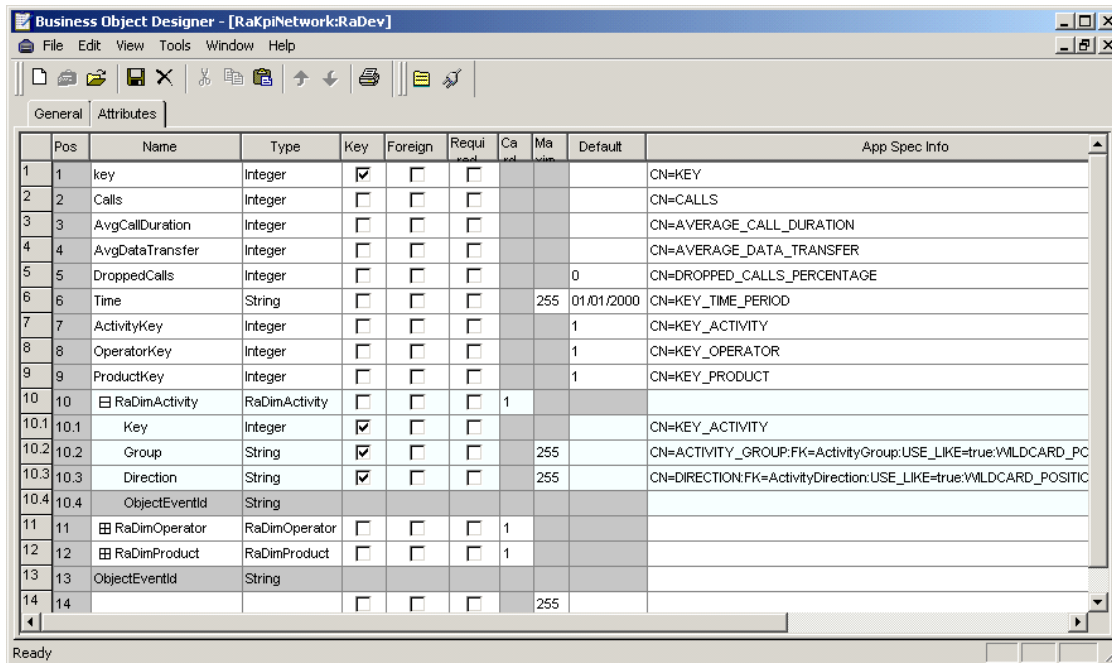 Business Object Designer - [RaKpiNetwork:RaDev]
File Edit View Tools Window Help
General Attributes
Pos Name Type Key Foreign Requi Ca Ma Default App Spec Info
1 1 key Integer CN=KEY
2 2 Calls Integer CN=CALLS
3 3 AvgCallDuration Integer CN=AVERAGE_CALL_DURATION
4 4 AvgDataTransfer Integer CN=AVERAGE_DATA_TRANSFER
5 5 DroppedCalls Integer 0 CN=DROPPED_CALLS_PERCENTAGE
6 6 Time String 255 01/01/2000 CN=KEY_TIME_PERIOD
7 7 ActivityKey Integer 1 CN=KEY_ACTIVITY
8 8 OperatorKey Integer 1 CN=KEY_OPERATOR
9 9 ProductKey Integer 1 CN=KEY_PRODUCT
10 10 RaDimActivity RaDimActivity 1
10.1 10.1 Key Integer CN=KEY_ACTIVITY
10.2 10.2 Group String 255 CN=ACTIVITY_GROUP:FK=ActivityGroup:USE_LIKE=true:WILDCARD_PC
10.3 10.3 Direction String 255 CN=DIRECTION:FK=ActivityDirection:USE_LIKE=true:WILDCARD_POSITIC
10.4 10.4 ObjectEventId String
11 11 RaDimOperator RaDimOperator 1
12 12 RaDimProduct RaDimProduct 1
13 13 ObjectEventId String
14 14 255
Ready